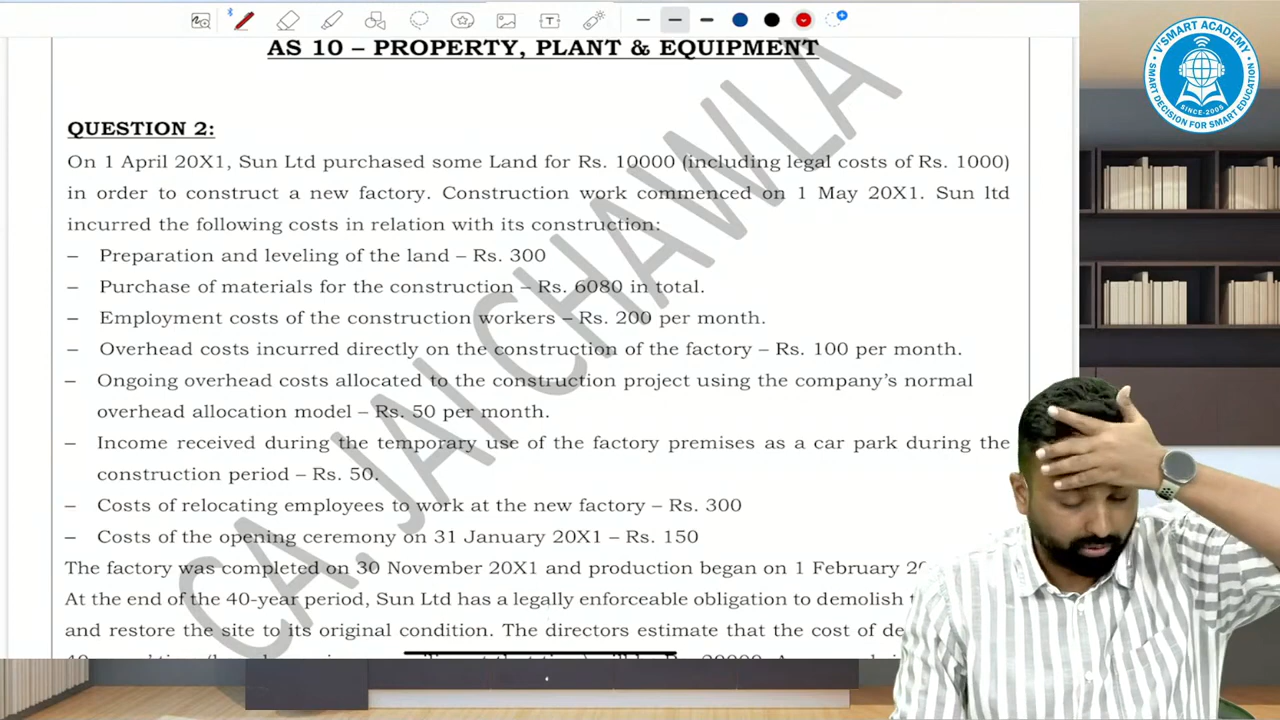 AS 10 – PROPERTY, PLANT & EQUIPMENT
V'SMART ACADEMY
SINCE-2005
SMART DECISION FOR SMART EDUCATION
QUESTION 2:
On 1 April 20X1, Sun Ltd purchased some Land for Rs. 10000 (including legal costs of Rs. 1000)
in order to construct a new factory. Construction work commenced on 1 May 20X1. Sun ltd
incurred the following costs in relation with its construction:
– Preparation and leveling of the land – Rs. 300
– Purchase of materials for the construction – Rs. 6080 in total.
– Employment costs of the construction workers – Rs. 200 per month.
– Overhead costs incurred directly on the construction of the factory – Rs. 100 per month.
– Ongoing overhead costs allocated to the construction project using the company's normal
overhead allocation model – Rs. 50 per month.
– Income received during the temporary use of the factory premises as a car park during the
construction period – Rs. 50.
– Costs of relocating employees to work at the new factory – Rs. 300
– Costs of the opening ceremony on 31 January 20X1 – Rs. 150
The factory was completed on 30 November 20X1 and production began on 1 February
At the end of the 40-year period, Sun Ltd has a legally enforceable obligation to demolish
and restore the site to its original condition. The directors estimate that the cost of
CA. JAI CHAWLA